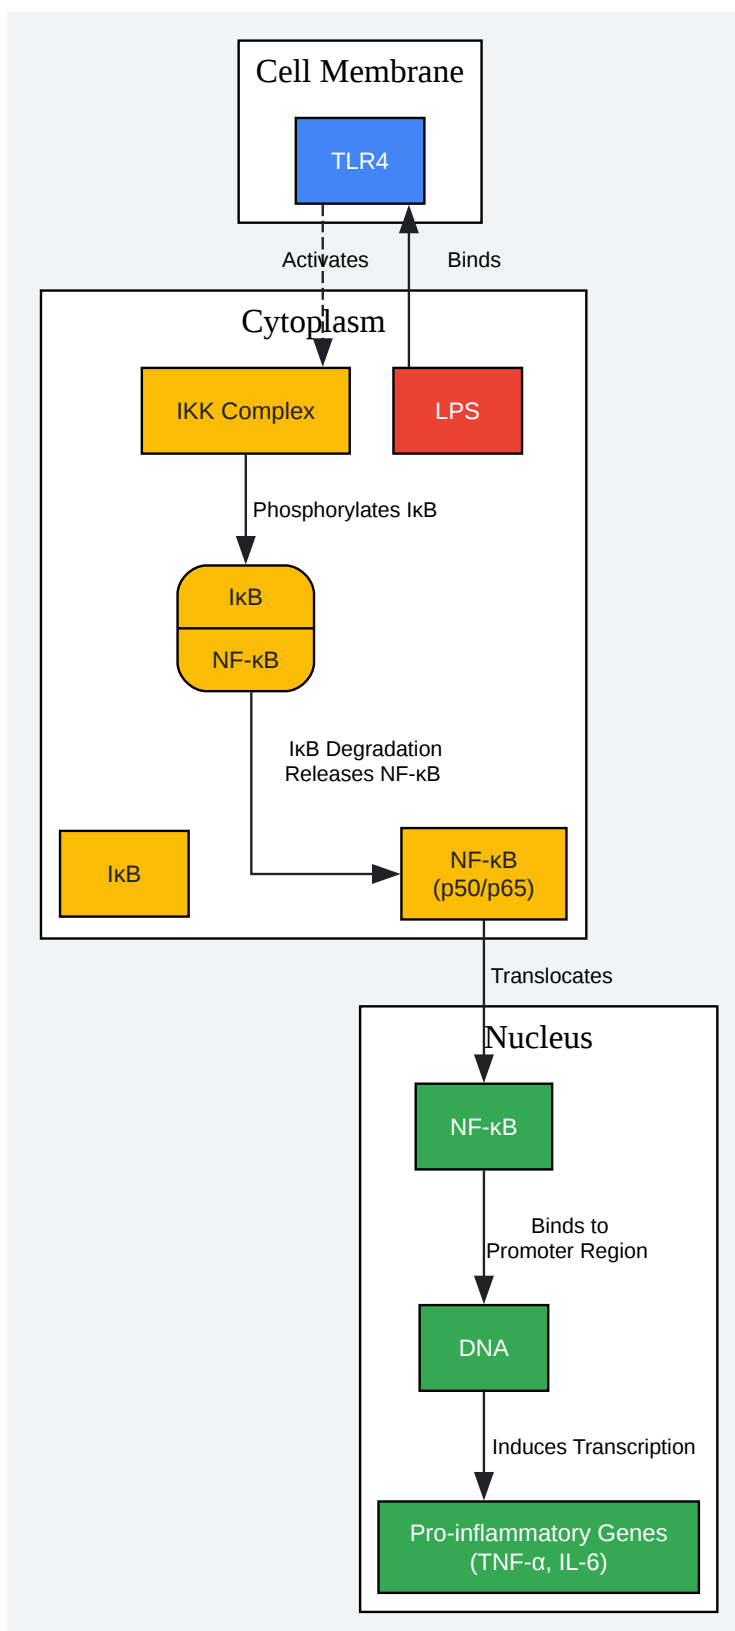 Cell Membrane
TLR4
Activates
Binds
Cytoplasm
IKK Complex
LPS
Phosphorylates IκB
IκB
NF-κB
IκB Degradation
Releases NF-κB
IκB
NF-κB
(p50/p65)
Translocates
Nucleus
NF-κB
Binds to
Promoter Region
DNA
Induces Transcription
Pro-inflammatory Genes
(TNF-α, IL-6)